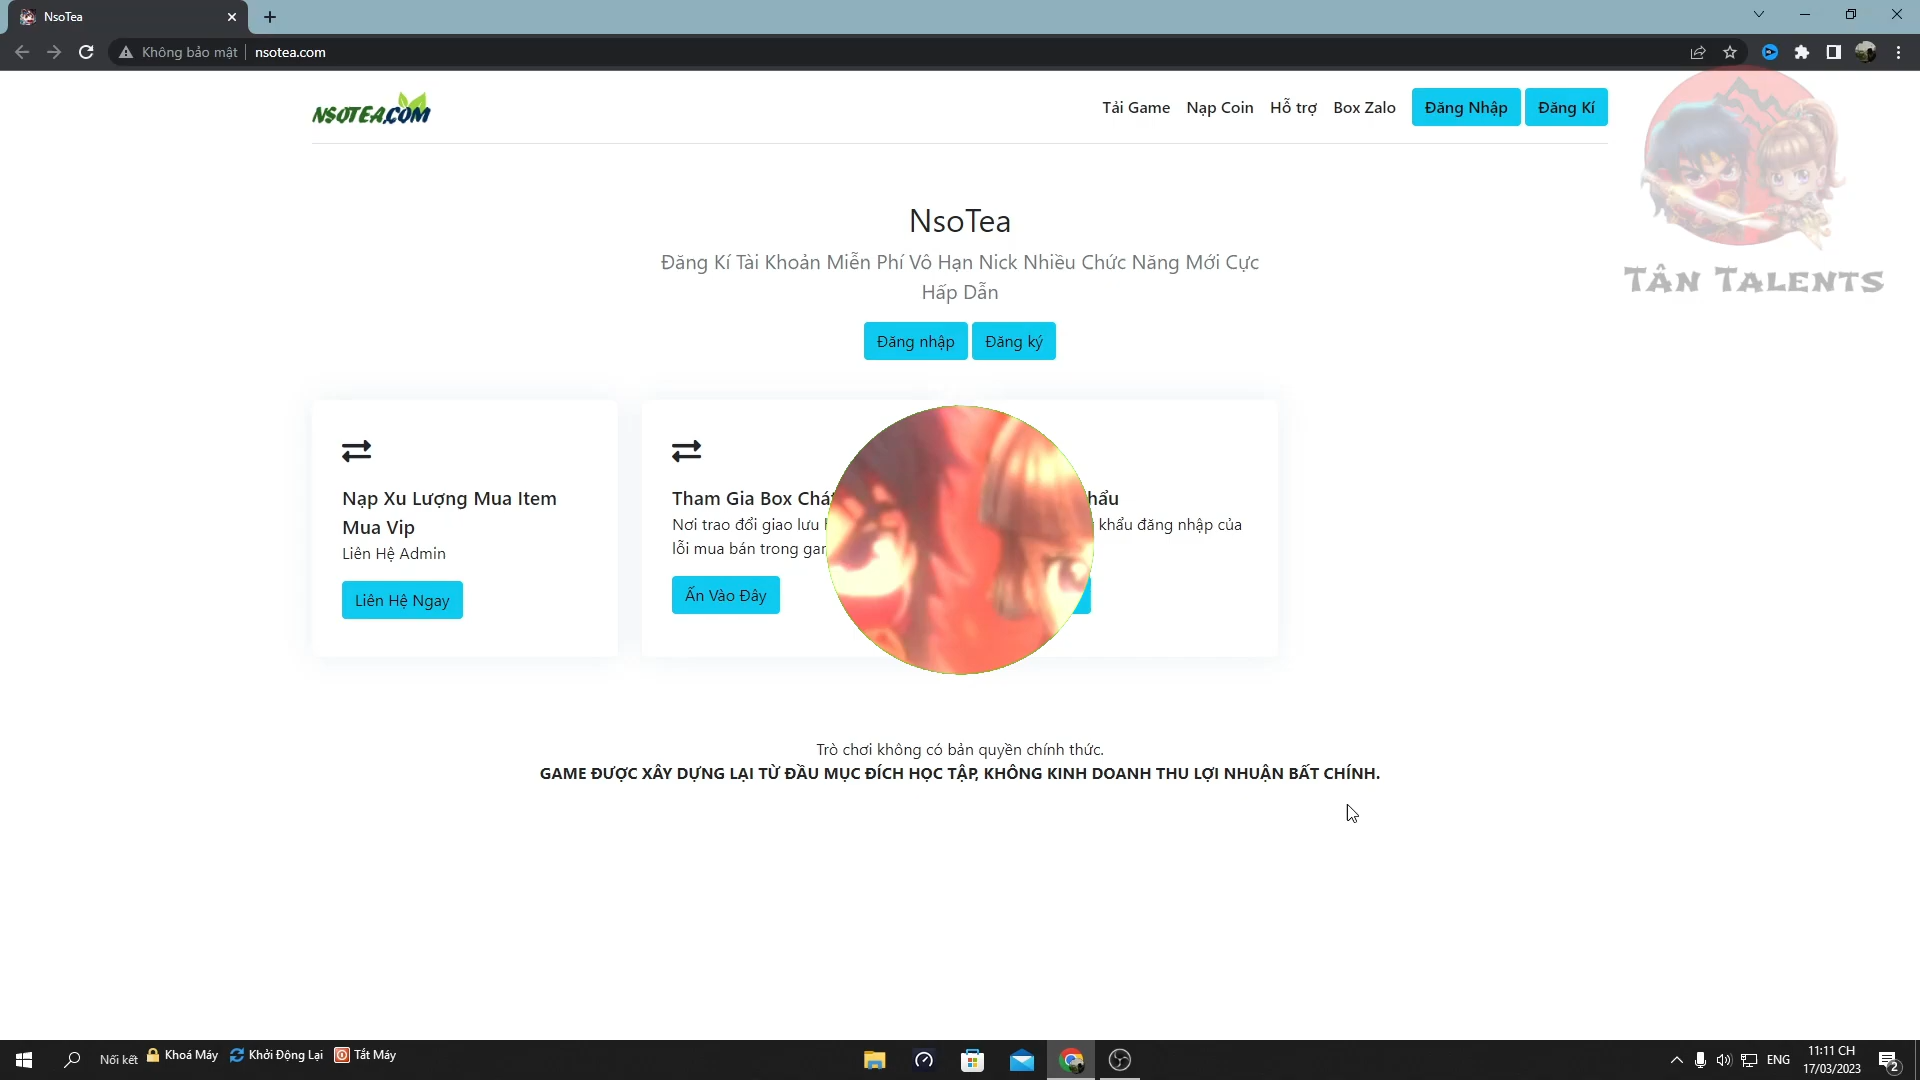 NsoTea
Không bảo mật
nsotea.com
NSOTEA.COM
Tải Game
Nạp Coin
Hỗ trợ
Box Zalo
Đăng Nhập
Đăng Kí
TÂN TALENTS
NsoTea
Đăng Kí Tài Khoản Miễn Phí Vô Hạn Nick Nhiều Chức Năng Mới Cực
Hấp Dẫn
Đăng nhập
Đăng ký
Nạp Xu Lượng Mua Item
Mua Vip
Liên Hệ Admin
Liên Hệ Ngay
Tham Gia Box
Nơi trao đổi giao lưu
lỗi mua bán trong
Ấn Vào Đây
khẩu đăng nhập của
Trò chơi không có bản quyền chính thức.
GAME ĐƯỢC XÂY DỰNG LẠI TỪ ĐẦU MỤC ĐÍCH HỌC TẬP, KHÔNG KINH DOANH THU LỢI NHUẬN BẤT CHÍNH.
Nối kết
Khoá Máy
Khởi Động Lại
Tắt Máy
ENG
11:11 CH
17/03/2023
2